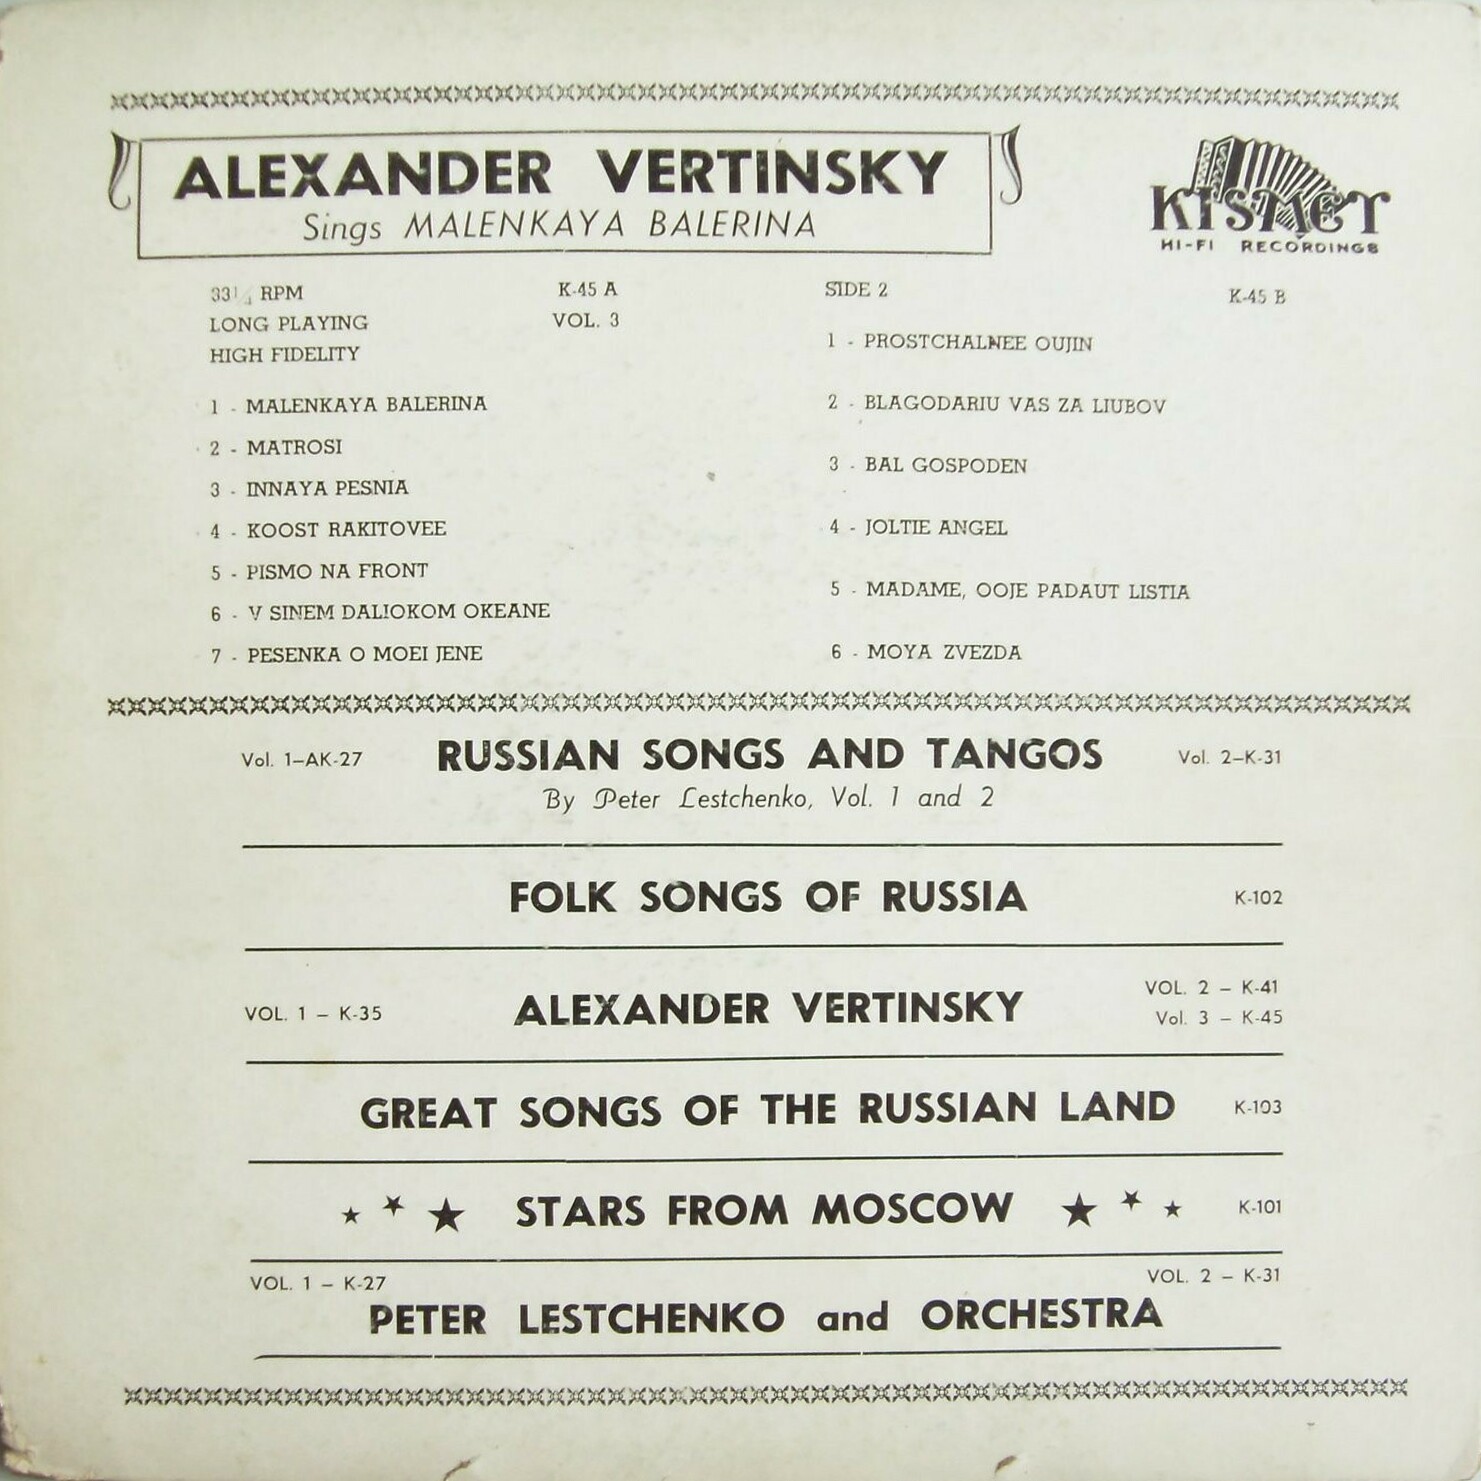 ALEXANDER VERTINSKY
Sings MALENKAYA BALERINA
KISMET
HI-FI RECORDINGS
RPM
LONG PLAYING
HIGH FIDELITY
K-45 A
VOL. 3
1 - MALENKAYA BALERINA
2 - MATROSI
3 - INNAYA PESNIA
4 - KOOST RAKITOVEE
5 - PISMO NA FRONT
6 - V SINEM DALIOKOM OKEANE
7 - PESENKA O MOEI JENE
SIDE 2
K-45 B
1 - PROSTCHALNEE OUJIN
2 - BLAGODARIU VAS ZA LIUBOV
3 - BAL GOSPODEN
4 - JOLTIE ANGEL
5 - MADAME, OOJE PADAUT LISTIA
6 - MOYA ZVEZDA
Vol. 1-AK-27 RUSSIAN SONGS AND TANGOS Vol. 2-K-31
By Peter Lestchenko, Vol. 1 and 2
FOLK SONGS OF RUSSIA K-102
VOL. 1 - K-35 ALEXANDER VERTINSKY VOL. 2 - K-41
Vol. 3 - K-45
GREAT SONGS OF THE RUSSIAN LAND K-103
STARS FROM MOSCOW K-101
VOL. 1 - K-27 VOL. 2 - K-31
PETER LESTCHENKO and ORCHESTRA